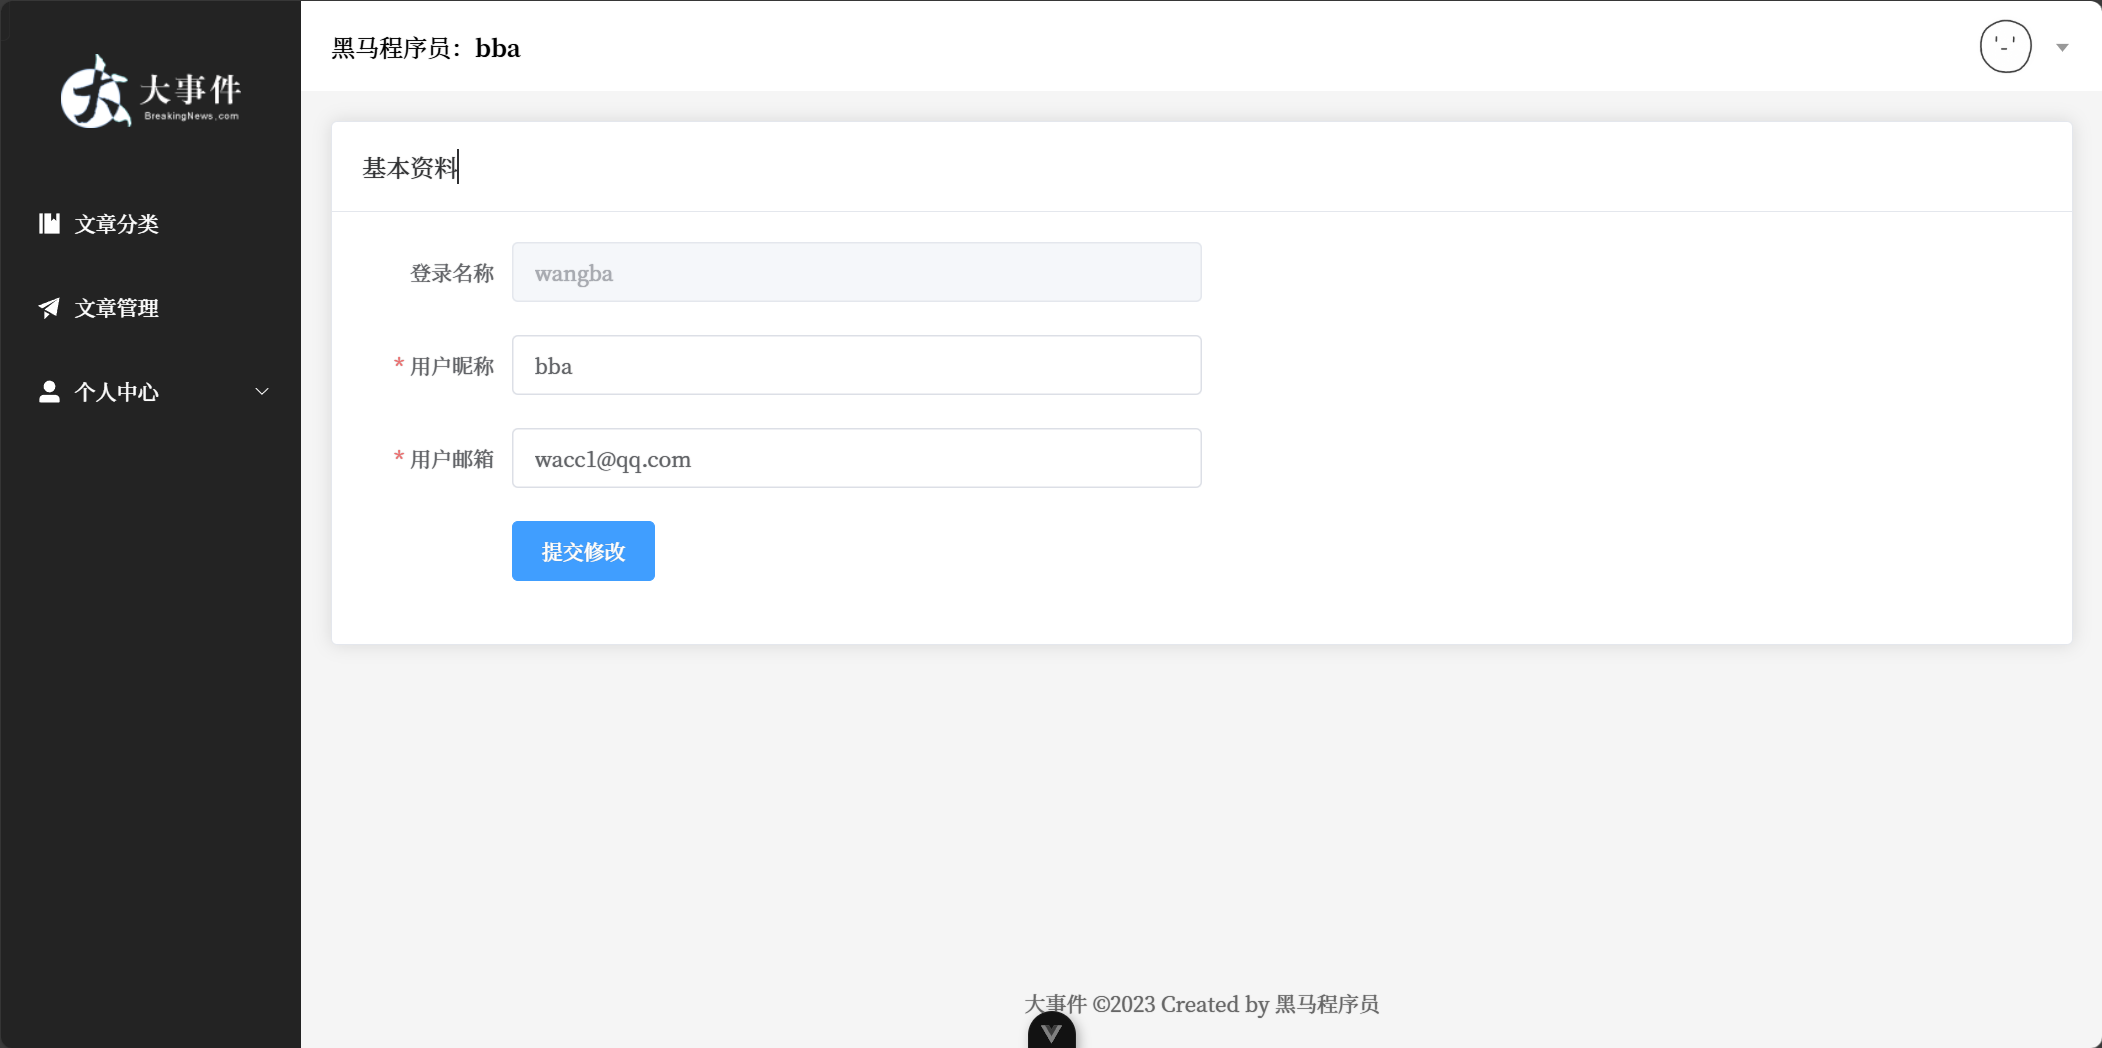 大事件
BreakingNews.com
文章分类
文章管理
个人中心
黑马程序员：bba
基本资料
登录名称 wangba
* 用户昵称 bba
* 用户邮箱 wacc1@qq.com
提交修改
大事件 ©2023 Created by 黑马程序员